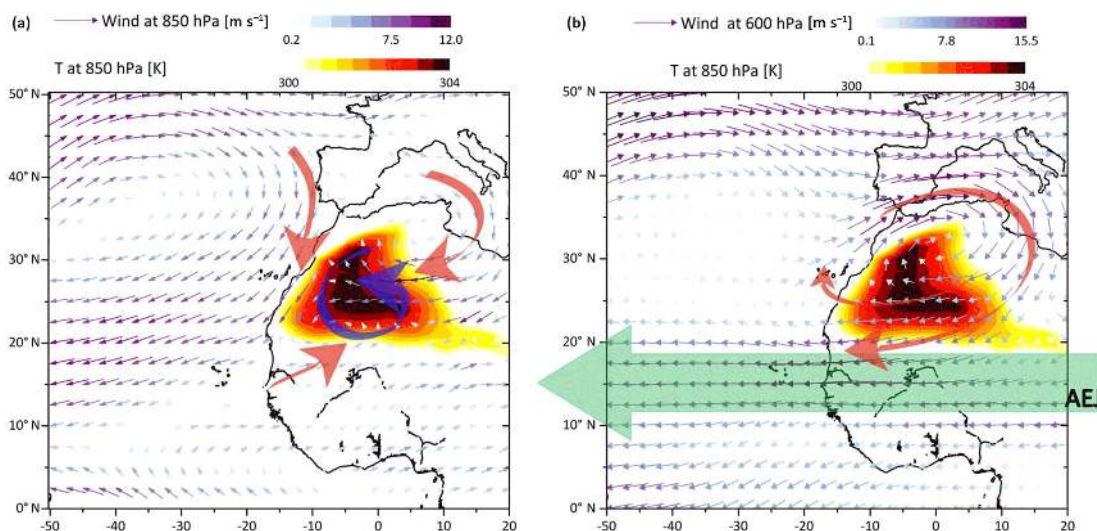 (a)
Wind at 850 hPa [m s⁻¹]
0.2 7.5 12.0
T at 850 hPa [K]
300 304
50° N
40° N
30° N
20° N
10° N
0° N
-50 -40 -30 -20 -10 0 10 20
(b)
Wind at 600 hPa [m s⁻¹]
0.1 7.8 15.5
T at 850 hPa [K]
300 304
50° N
40° N
30° N
20° N
10° N
0° N
AEJ
-50 -40 -30 -20 -10 0 10 20